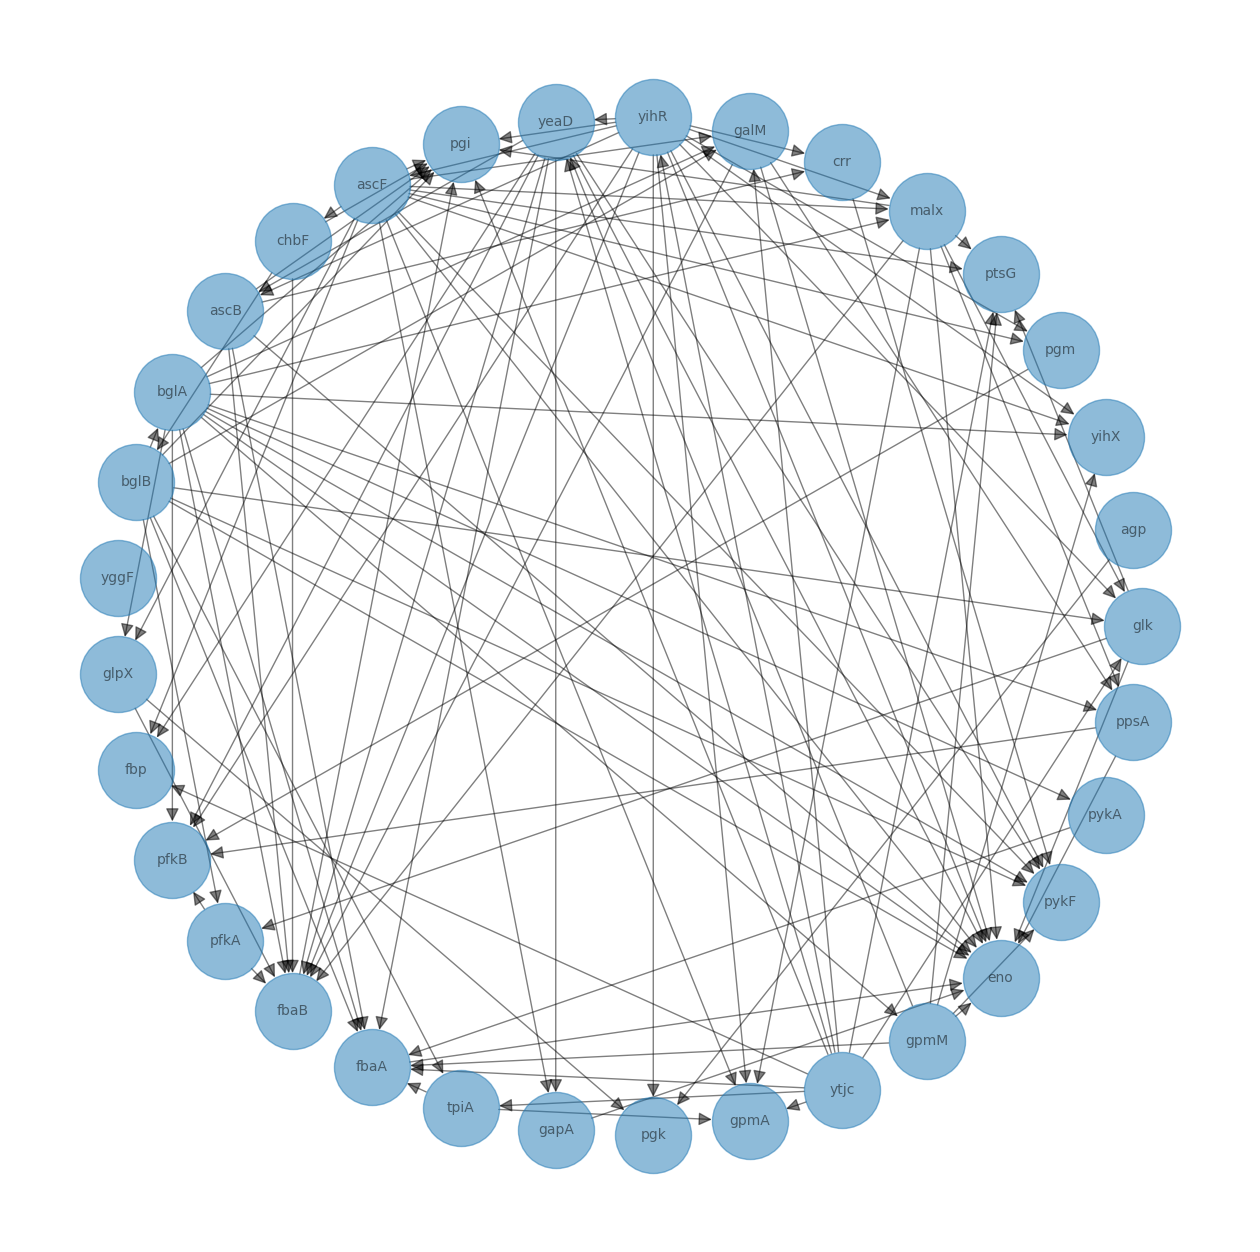 yihR
yeaD
galM
pgi
crr
ascF
malx
chbF
ptsG
ascB
pgm
bglA
yihX
bglB
agp
yggF
glk
glpX
ppsA
fbp
pykA
pfkB
pykF
pfkA
eno
fbaB
gpmM
fbaA
ytjc
tpiA
gpmA
gapA
pgk